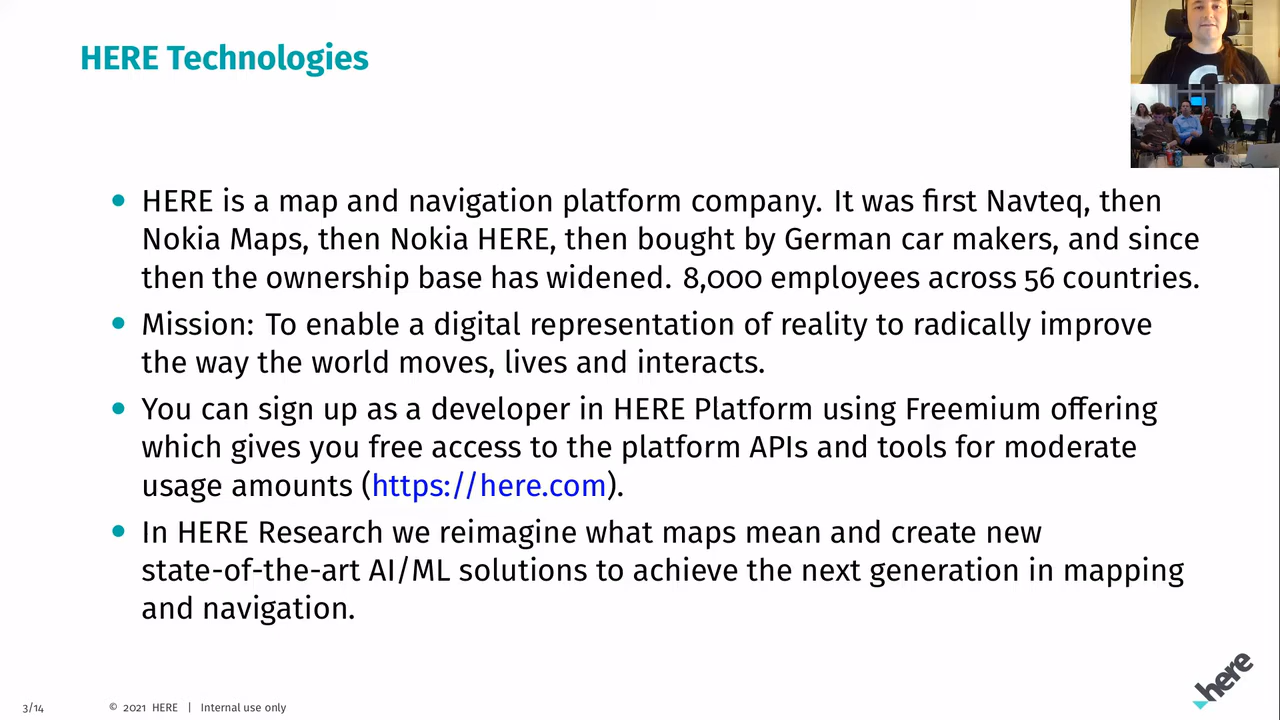 HERE Technologies
• HERE is a map and navigation platform company. It was first Navteq, then
Nokia Maps, then Nokia HERE, then bought by German car makers, and since
then the ownership base has widened. 8,000 employees across 56 countries.
• Mission: To enable a digital representation of reality to radically improve
the way the world moves, lives and interacts.
• You can sign up as a developer in HERE Platform using Freemium offering
which gives you free access to the platform APIs and tools for moderate
usage amounts (https://here.com).
• In HERE Research we reimagine what maps mean and create new
state-of-the-art AI/ML solutions to achieve the next generation in mapping
and navigation.
here
3/14 © 2021 HERE | Internal use only